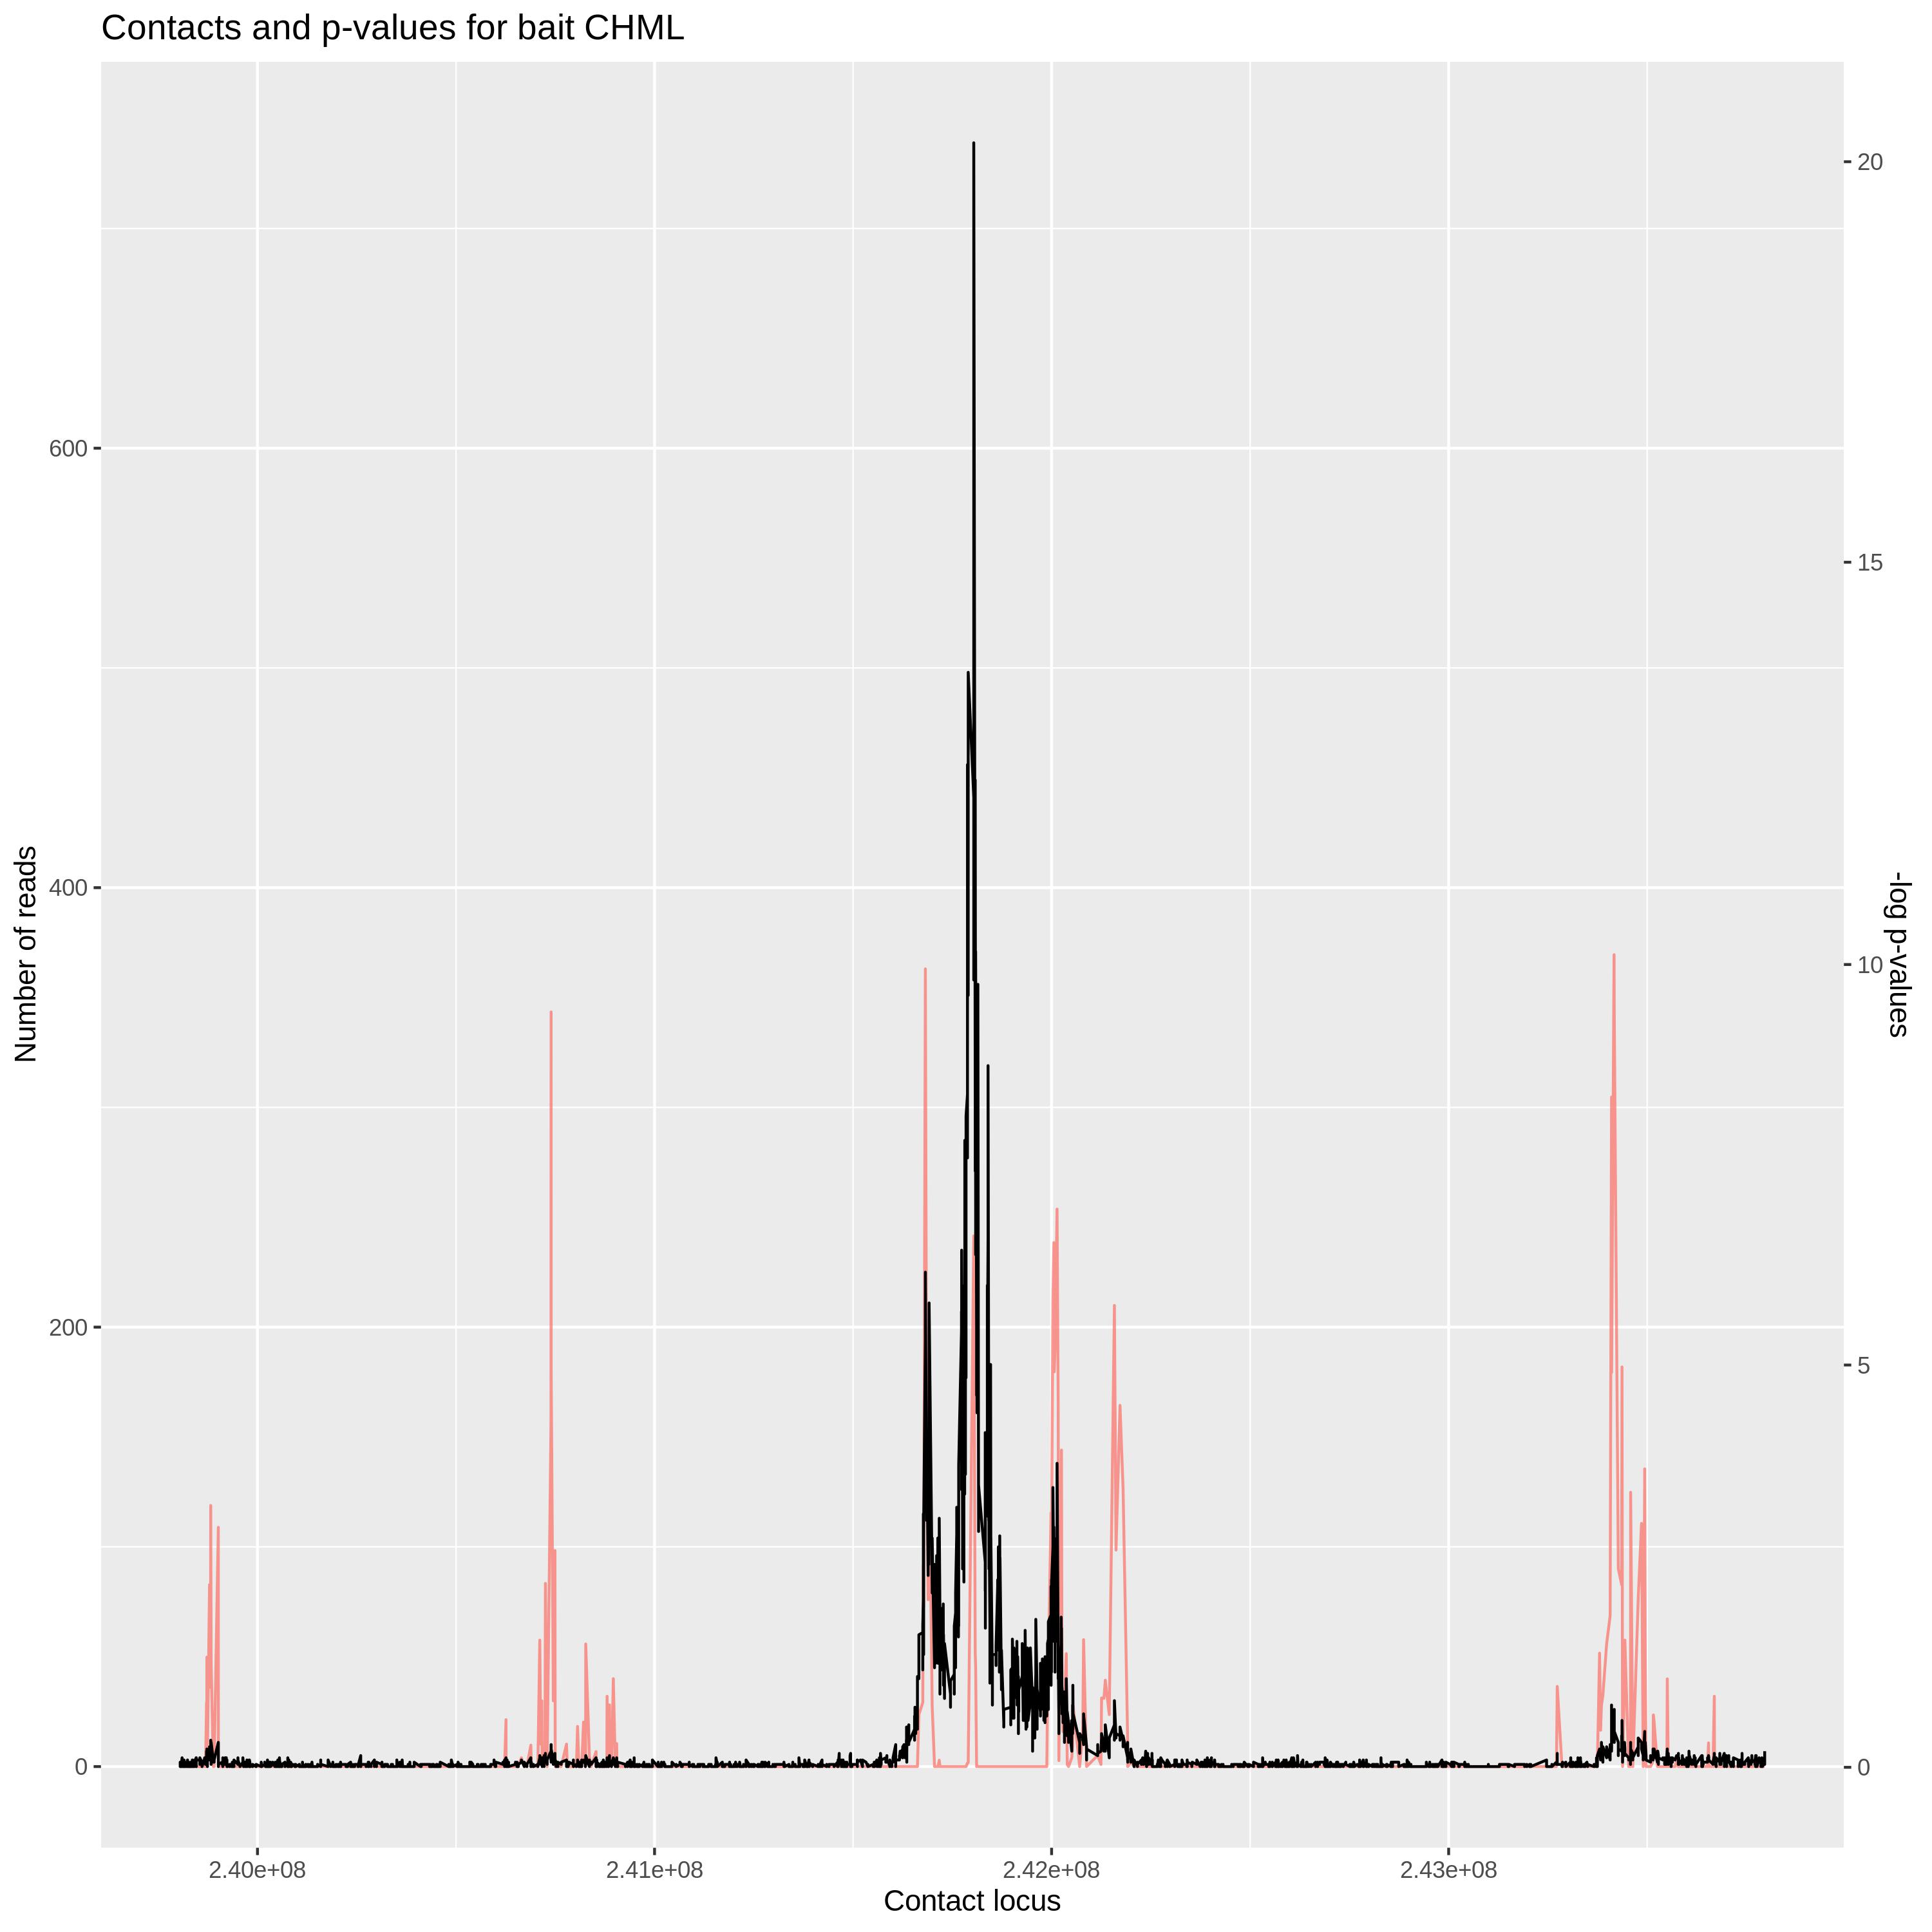 Contacts and p-values for bait CHML
Number of reads
600
400
200
0
20
15
10
5
0
-log p-values
2.40e+08
2.41e+08
2.42e+08
2.43e+08
Contact locus